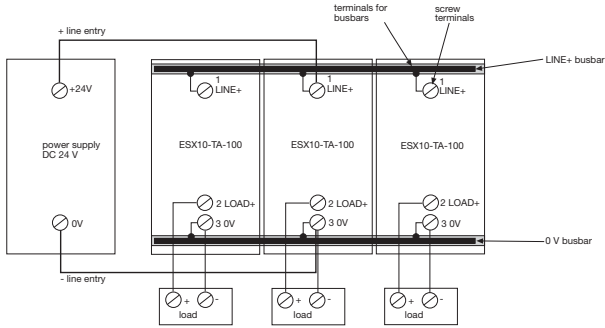 terminals for
busbars
screw
terminals
+ line entry
LINE+ busbar
+24V
1
LINE+
1
LINE+
1
LINE+
power supply
DC 24 V
ESX10-TA-100
ESX10-TA-100
ESX10-TA-100
2 LOAD+
2 LOAD+
2 LOAD+
0V
3 0V
3 0V
3 0V
0 V busbar
- line entry
+ -
load
+ -
load
+ -
load